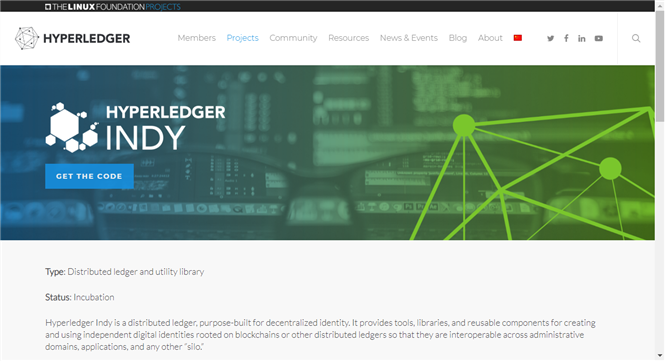 THE LINUX FOUNDATION PROJECTS
HYPERLEDGER
Members Projects Community Resources News & Events Blog About
HYPERLEDGER
INDY
GET THE CODE
Type: Distributed ledger and utility library
Status: Incubation
Hyperledger Indy is a distributed ledger, purpose-built for decentralized identity. It provides tools, libraries, and reusable components for creating
and using independent digital identities rooted on blockchains or other distributed ledgers so that they are interoperable across administrative
domains, applications, and any other “silo.”